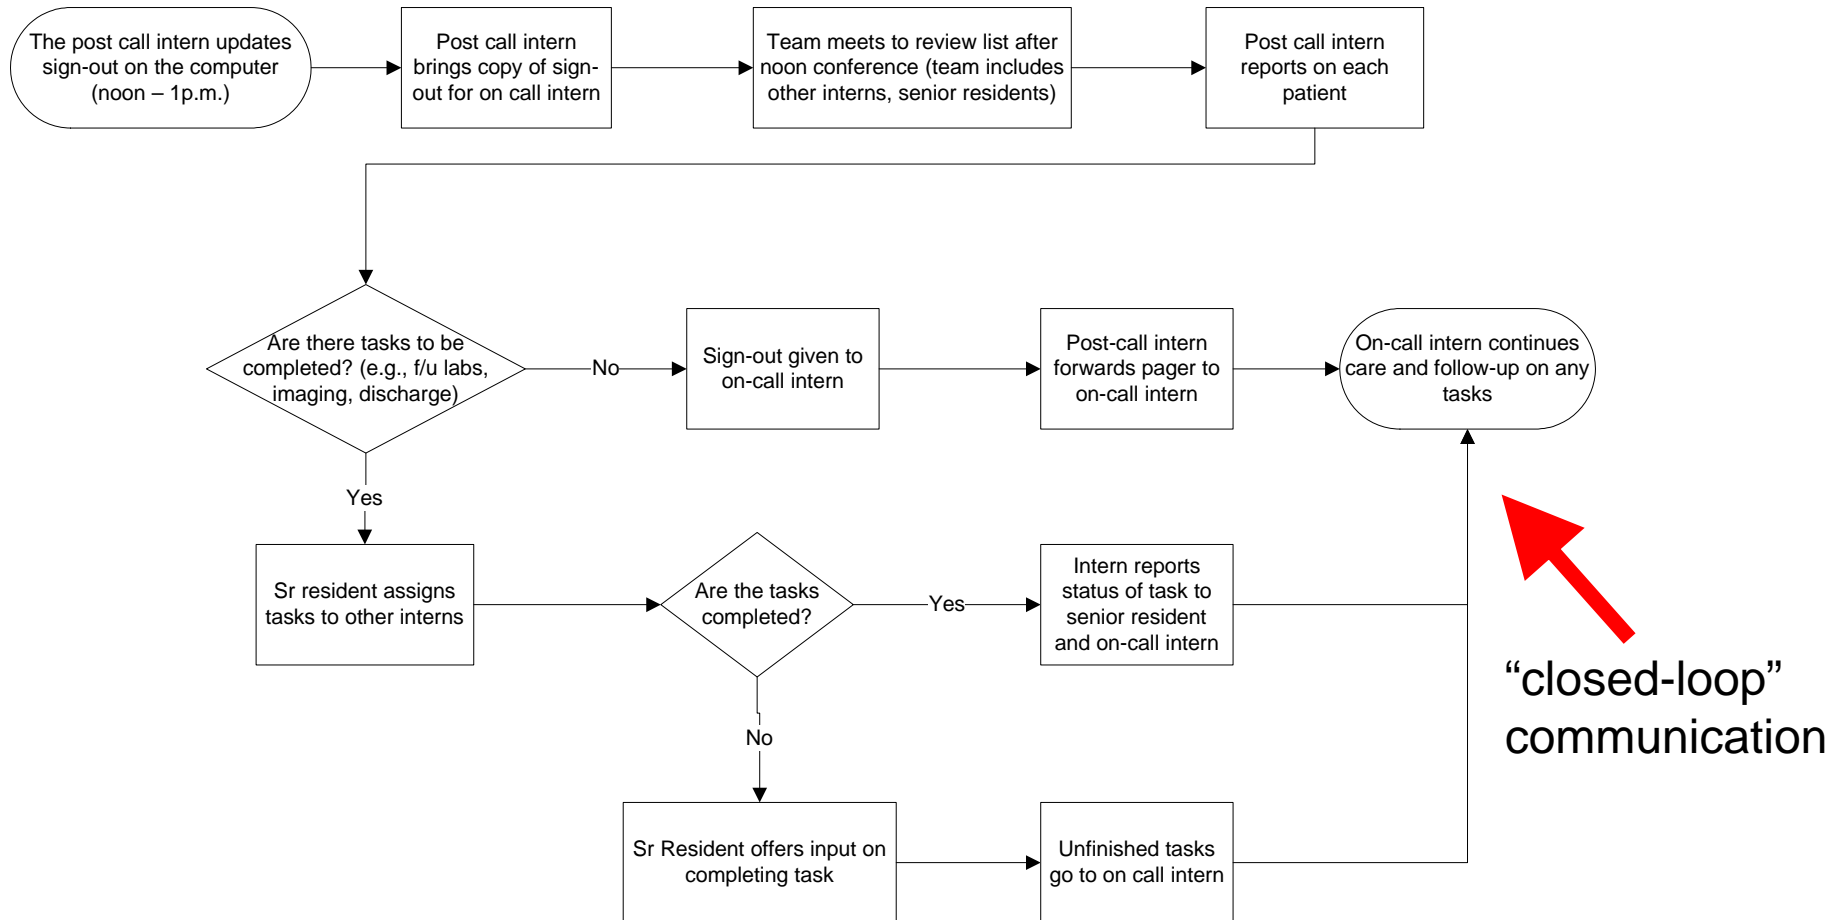 The post call intern updates
sign-out on the computer
(noon – 1p.m.)
Post call intern
brings copy of sign-
out for on call intern
Team meets to review list after
noon conference (team includes
other interns, senior residents)
Post call intern
reports on each
patient
Are there tasks to be
completed? (e.g., f/u labs,
imaging, discharge)
No
Sign-out given to
on-call intern
Post-call intern
forwards pager to
on-call intern
On-call intern continues
care and follow-up on any
tasks
Yes
Sr resident assigns
tasks to other interns
Are the tasks
completed?
Yes
Intern reports
status of task to
senior resident
and on-call intern
“closed-loop”
communication
No
Sr Resident offers input on
completing task
Unfinished tasks
go to on call intern